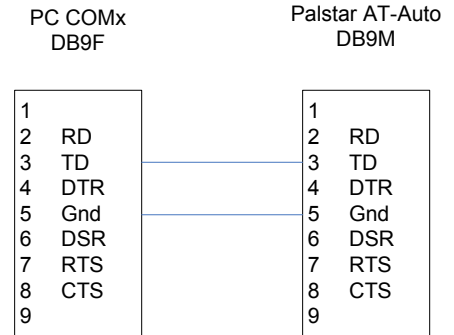 PC COMx
DB9F
Palstar AT-Auto
DB9M
1
2 RD
3 TD
4 DTR
5 Gnd
6 DSR
7 RTS
8 CTS
9
1
2 RD
3 TD
4 DTR
5 Gnd
6 DSR
7 RTS
8 CTS
9